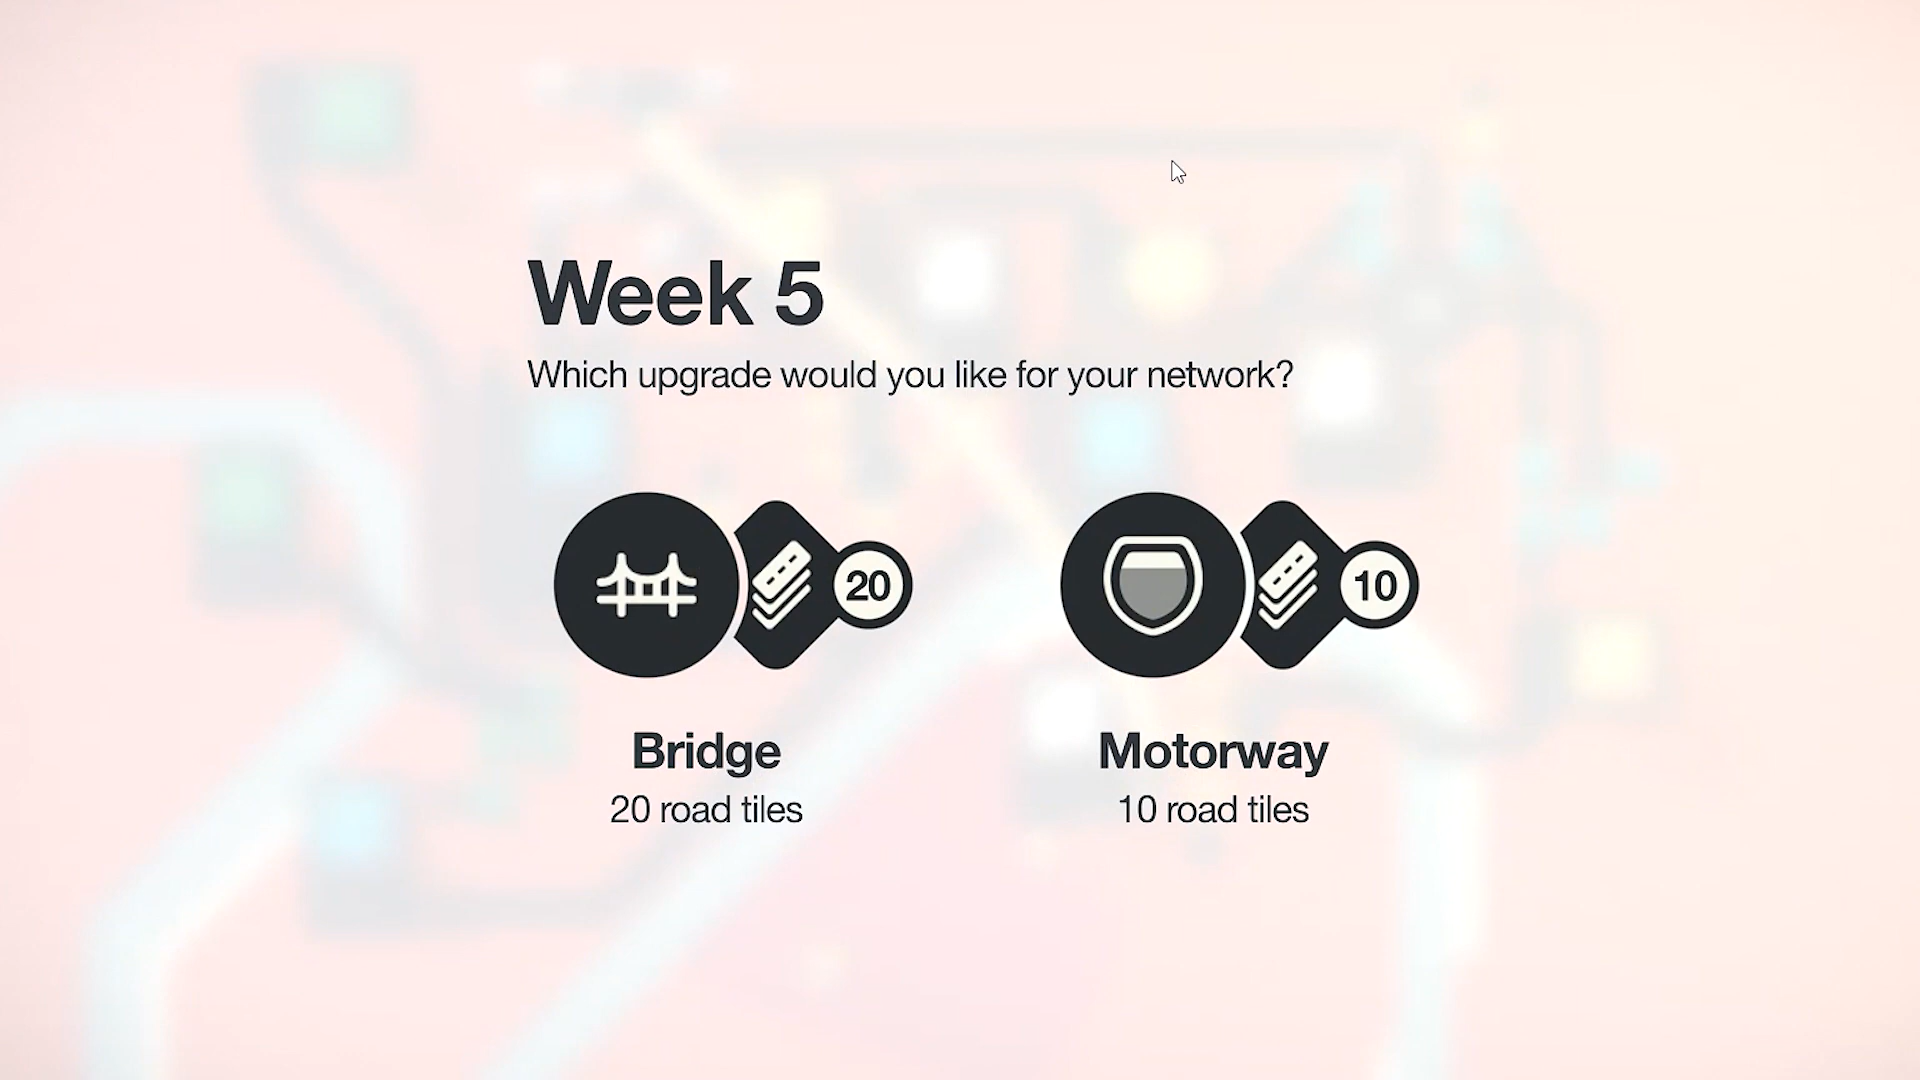 Week 5
Which upgrade would you like for your network?
20
10
Bridge
Motorway
20 road tiles
10 road tiles